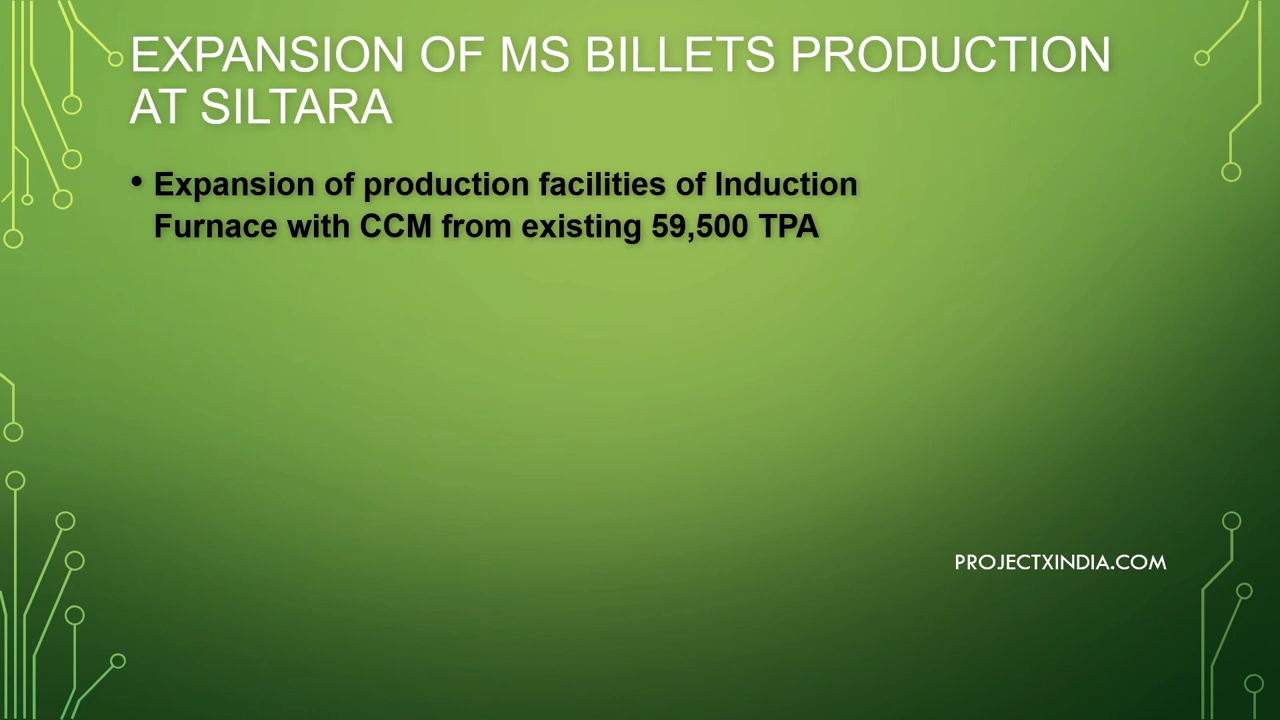 EXPANSION OF MS BILLETS PRODUCTION
AT SILTARA
• Expansion of production facilities of Induction
Furnace with CCM from existing 59,500 TPA
PROJECTXINDIA.COM